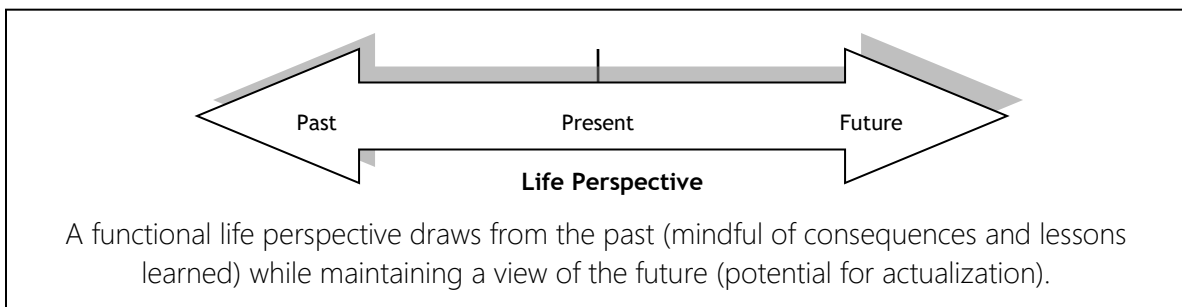 Past Present Future
Life Perspective
A functional life perspective draws from the past (mindful of consequences and lessons
learned) while maintaining a view of the future (potential for actualization).